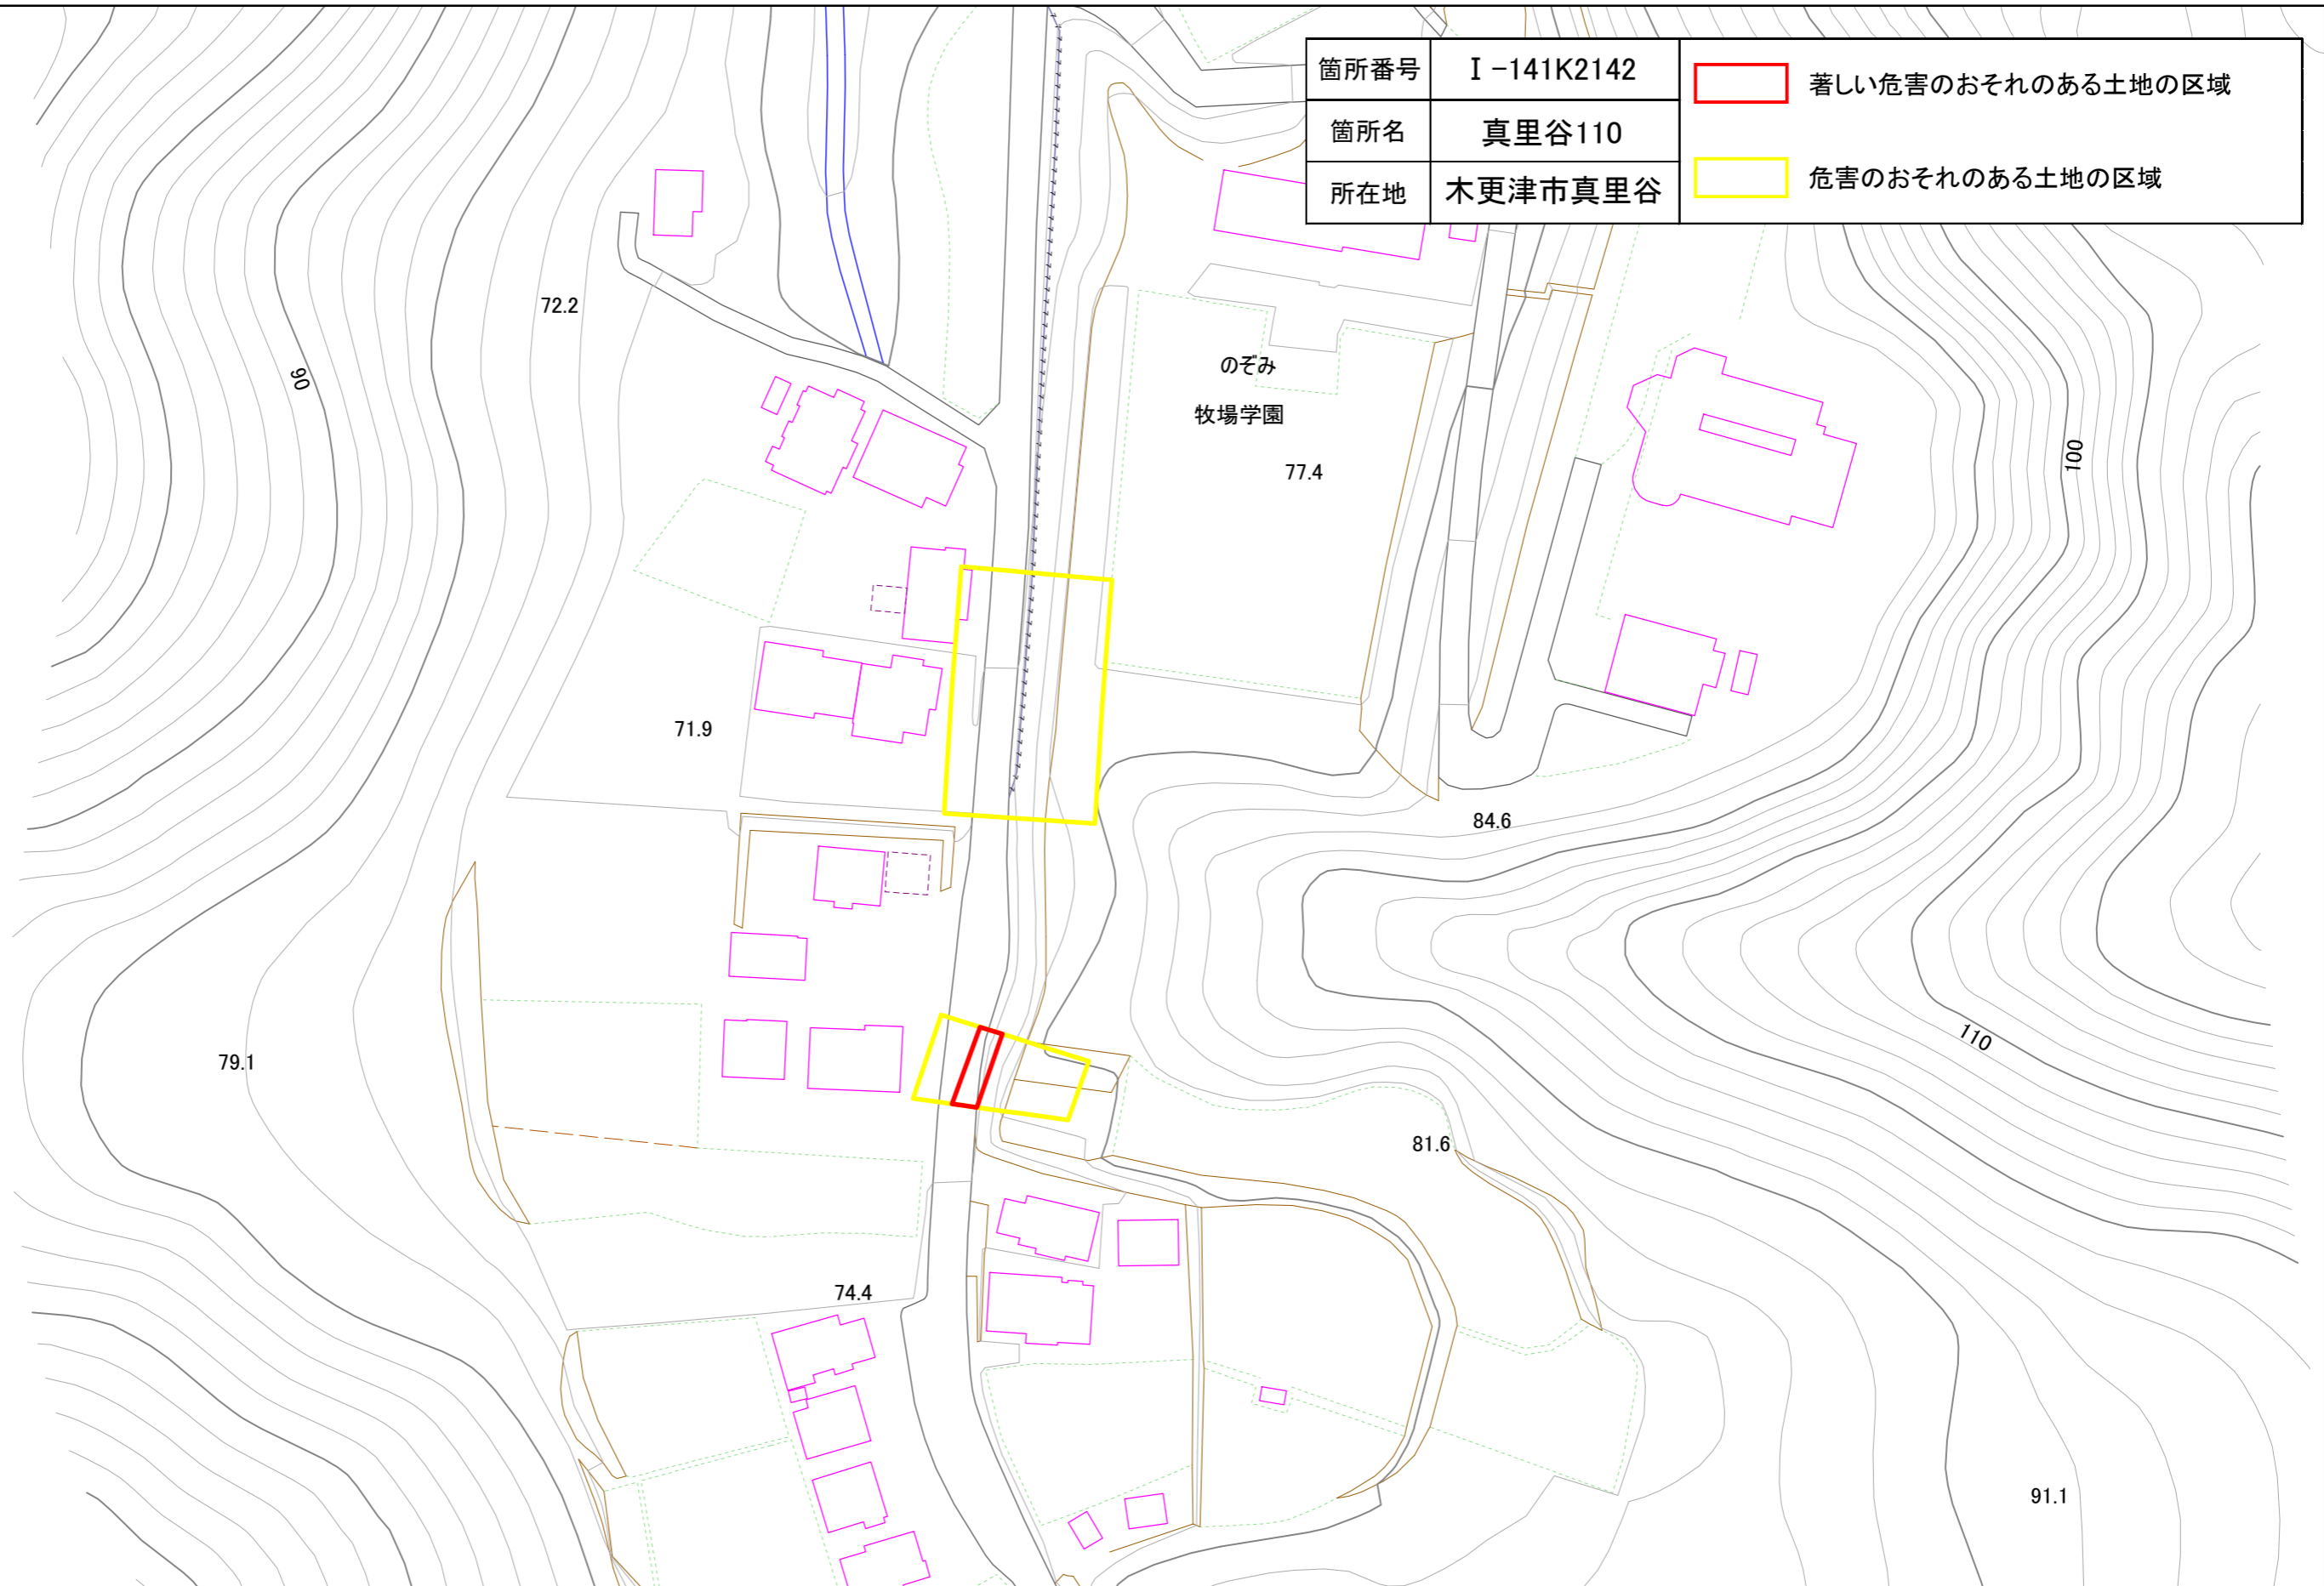 箇所番号 Ⅰ-141K2142
箇所名 真里谷110
所在地 木更津市真里谷
著しい危害のおそれのある土地の区域
危害のおそれのある土地の区域
72.2
90
のぞみ
牧場学園
77.4
100
71.9
84.6
79.1
110
81.6
74.4
91.1